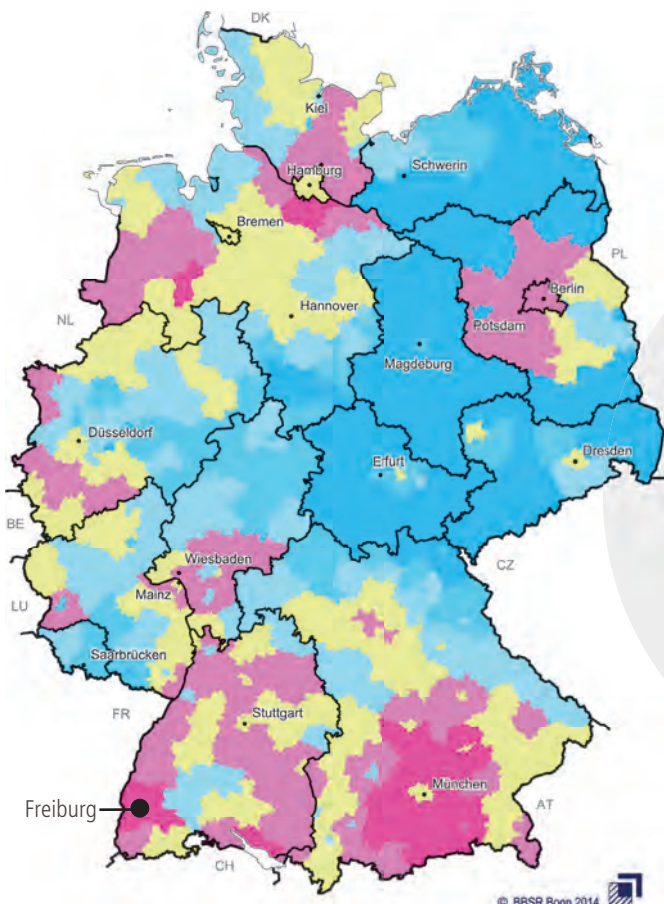 DK
Kiel
Schwerin
Hamburg
Bremen
PL
Berlin
NL
Hannover
Potsdam
Magdeburg
Düsseldorf
Erfurt
Dresden
BE
Wiesbaden
CZ
LU
Mainz
Saarbrücken
FR
Stuttgart
München
Freiburg
AT
CH
© BBSR Bonn 2014